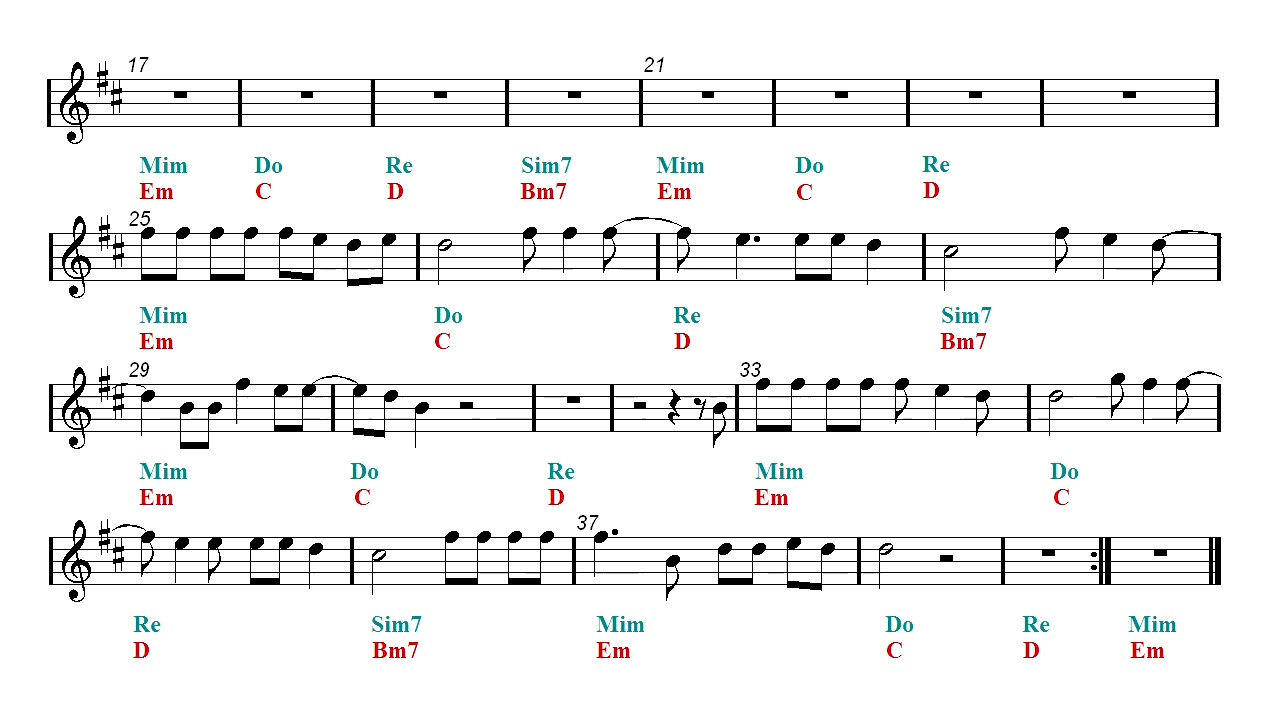 17 21
Mim Do Re Sim7 Mim Do Re
Em C D Bm7 Em C D
25
Mim Do Re Sim7
Em C D Bm7
29 33
Mim Do Re Mim Do
Em C D Em C
37
Re Sim7 Mim Do Re Mim
D Bm7 Em C D Em